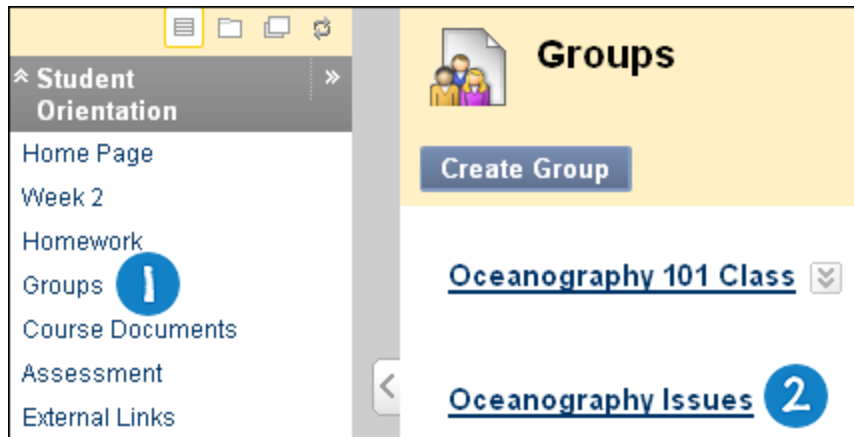 Student
Orientation
Home Page
Week 2
Homework
Groups 1
Course Documents
Assessment
External Links
Groups
Create Group
Oceanography 101 Class
Oceanography Issues 2